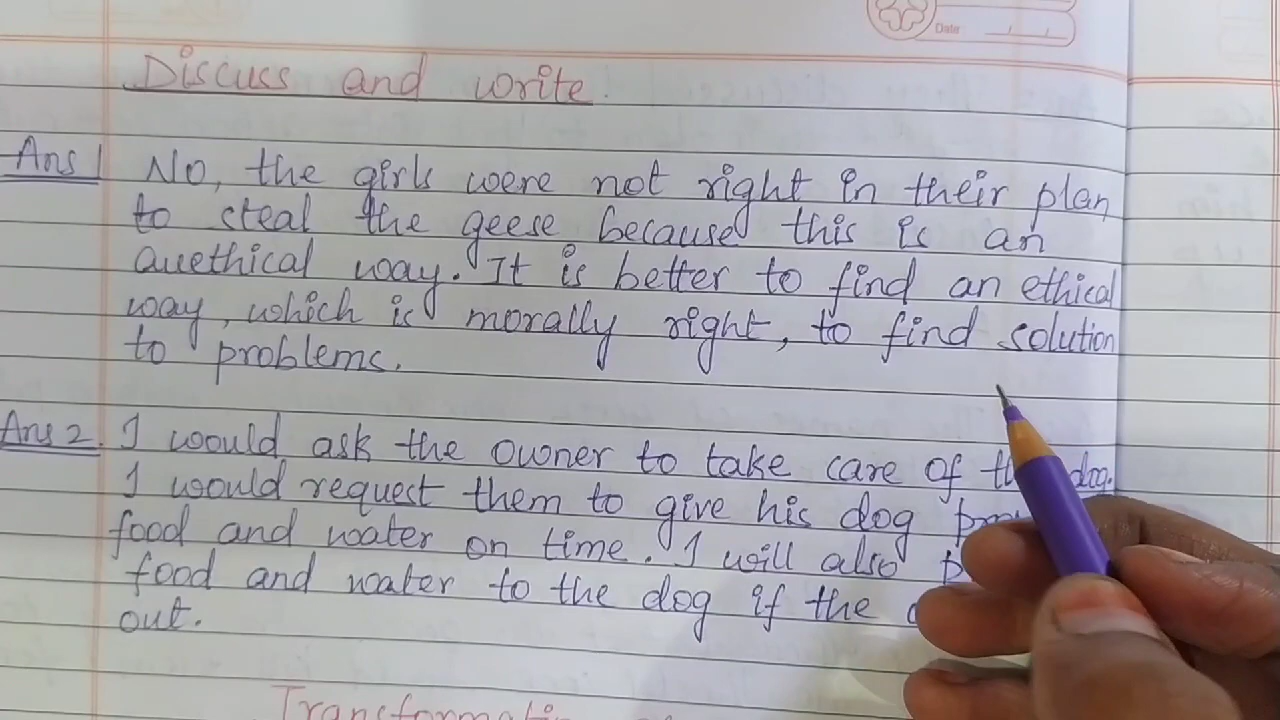 Date
Discuss and write.
Ans 1 No, the girls were not right in their plan
to steal the geese because this is an
auethical way. It is better to find an ethical
way, which is morally right, to find solution
to problems.
Ans 2. I would ask the owner to take care of dog.
I would request them to give his dog
food and water on time. I will also
food and water to the dog if the
out.